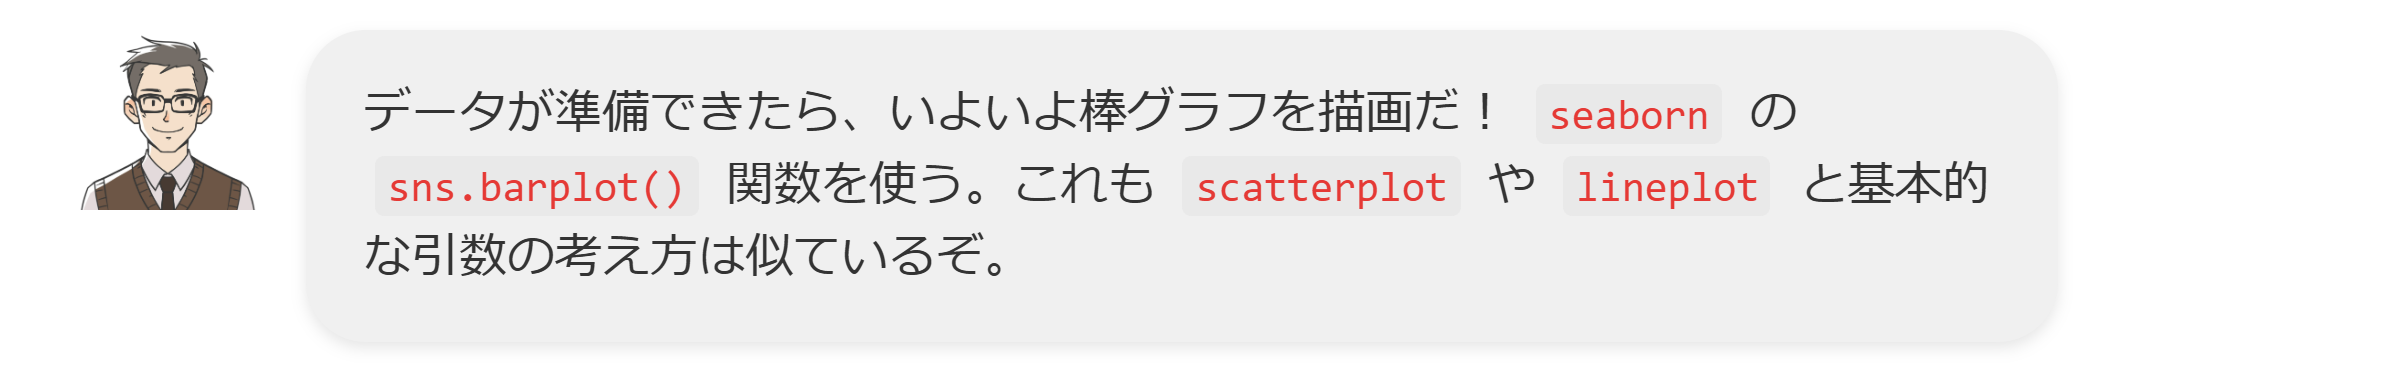 データが準備できたら、いよいよ棒グラフを描画だ！ seaborn の
sns.barplot() 関数を使う。これも scatterplot や lineplot と基本的
な引数の考え方は似ているぞ。